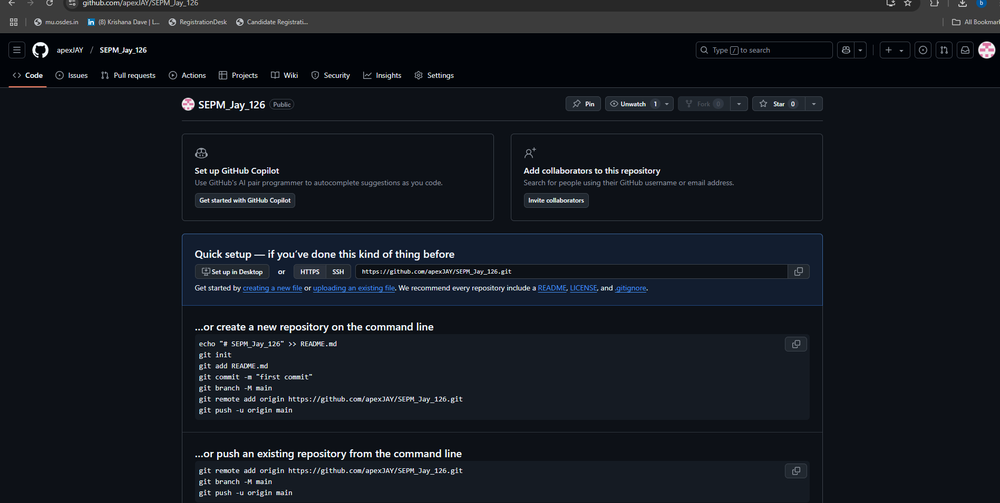 github.com/apexJAY/SEPM_Jay_126
b
mu.osdes.in
in (8) Krishana Dave | L...
RegistrationDesk
Candidate Registrati...
All Bookmar
apexJAY / SEPM_Jay_126
Type / to search
Code Issues Pull requests Actions Projects Wiki Security Insights Settings
SEPM_Jay_126 Public
Pin Unwatch 1 Fork 0 Star 0
Set up GitHub Copilot
Use GitHub's AI pair programmer to autocomplete suggestions as you code.
Get started with GitHub Copilot
Add collaborators to this repository
Search for people using their GitHub username or email address.
Invite collaborators
Quick setup — if you’ve done this kind of thing before
Set up in Desktop or HTTPS SSH https://github.com/apexJAY/SEPM_Jay_126.git
Get started by creating a new file or uploading an existing file. We recommend every repository include a README, LICENSE, and .gitignore.
…or create a new repository on the command line
echo "# SEPM_Jay_126" >> README.md
git init
git add README.md
git commit -m "first commit"
git branch -M main
git remote add origin https://github.com/apexJAY/SEPM_Jay_126.git
git push -u origin main
…or push an existing repository from the command line
git remote add origin https://github.com/apexJAY/SEPM_Jay_126.git
git branch -M main
git push -u origin main